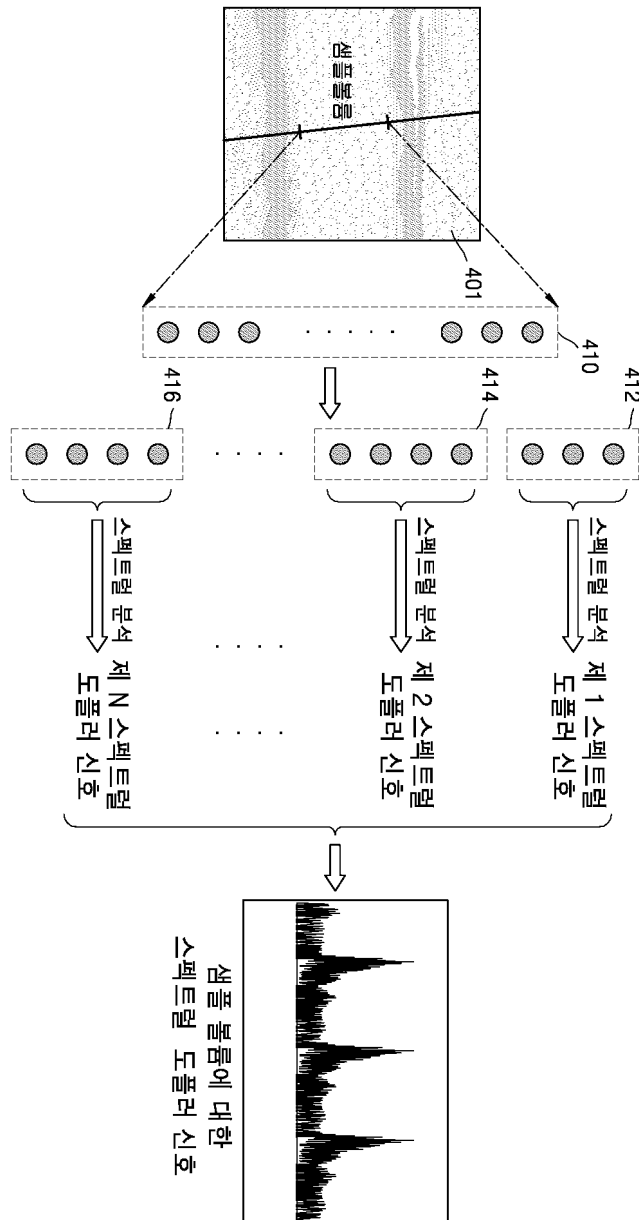 샘플볼륨
401
410
412
414
416
스펙트럴 분석
제 1 스펙트럴
도플러 신호
스펙트럴 분석
제 2 스펙트럴
도플러 신호
스펙트럴 분석
제 N 스펙트럴
도플러 신호
샘플 볼륨에 대한
스펙트럴 도플러 신호